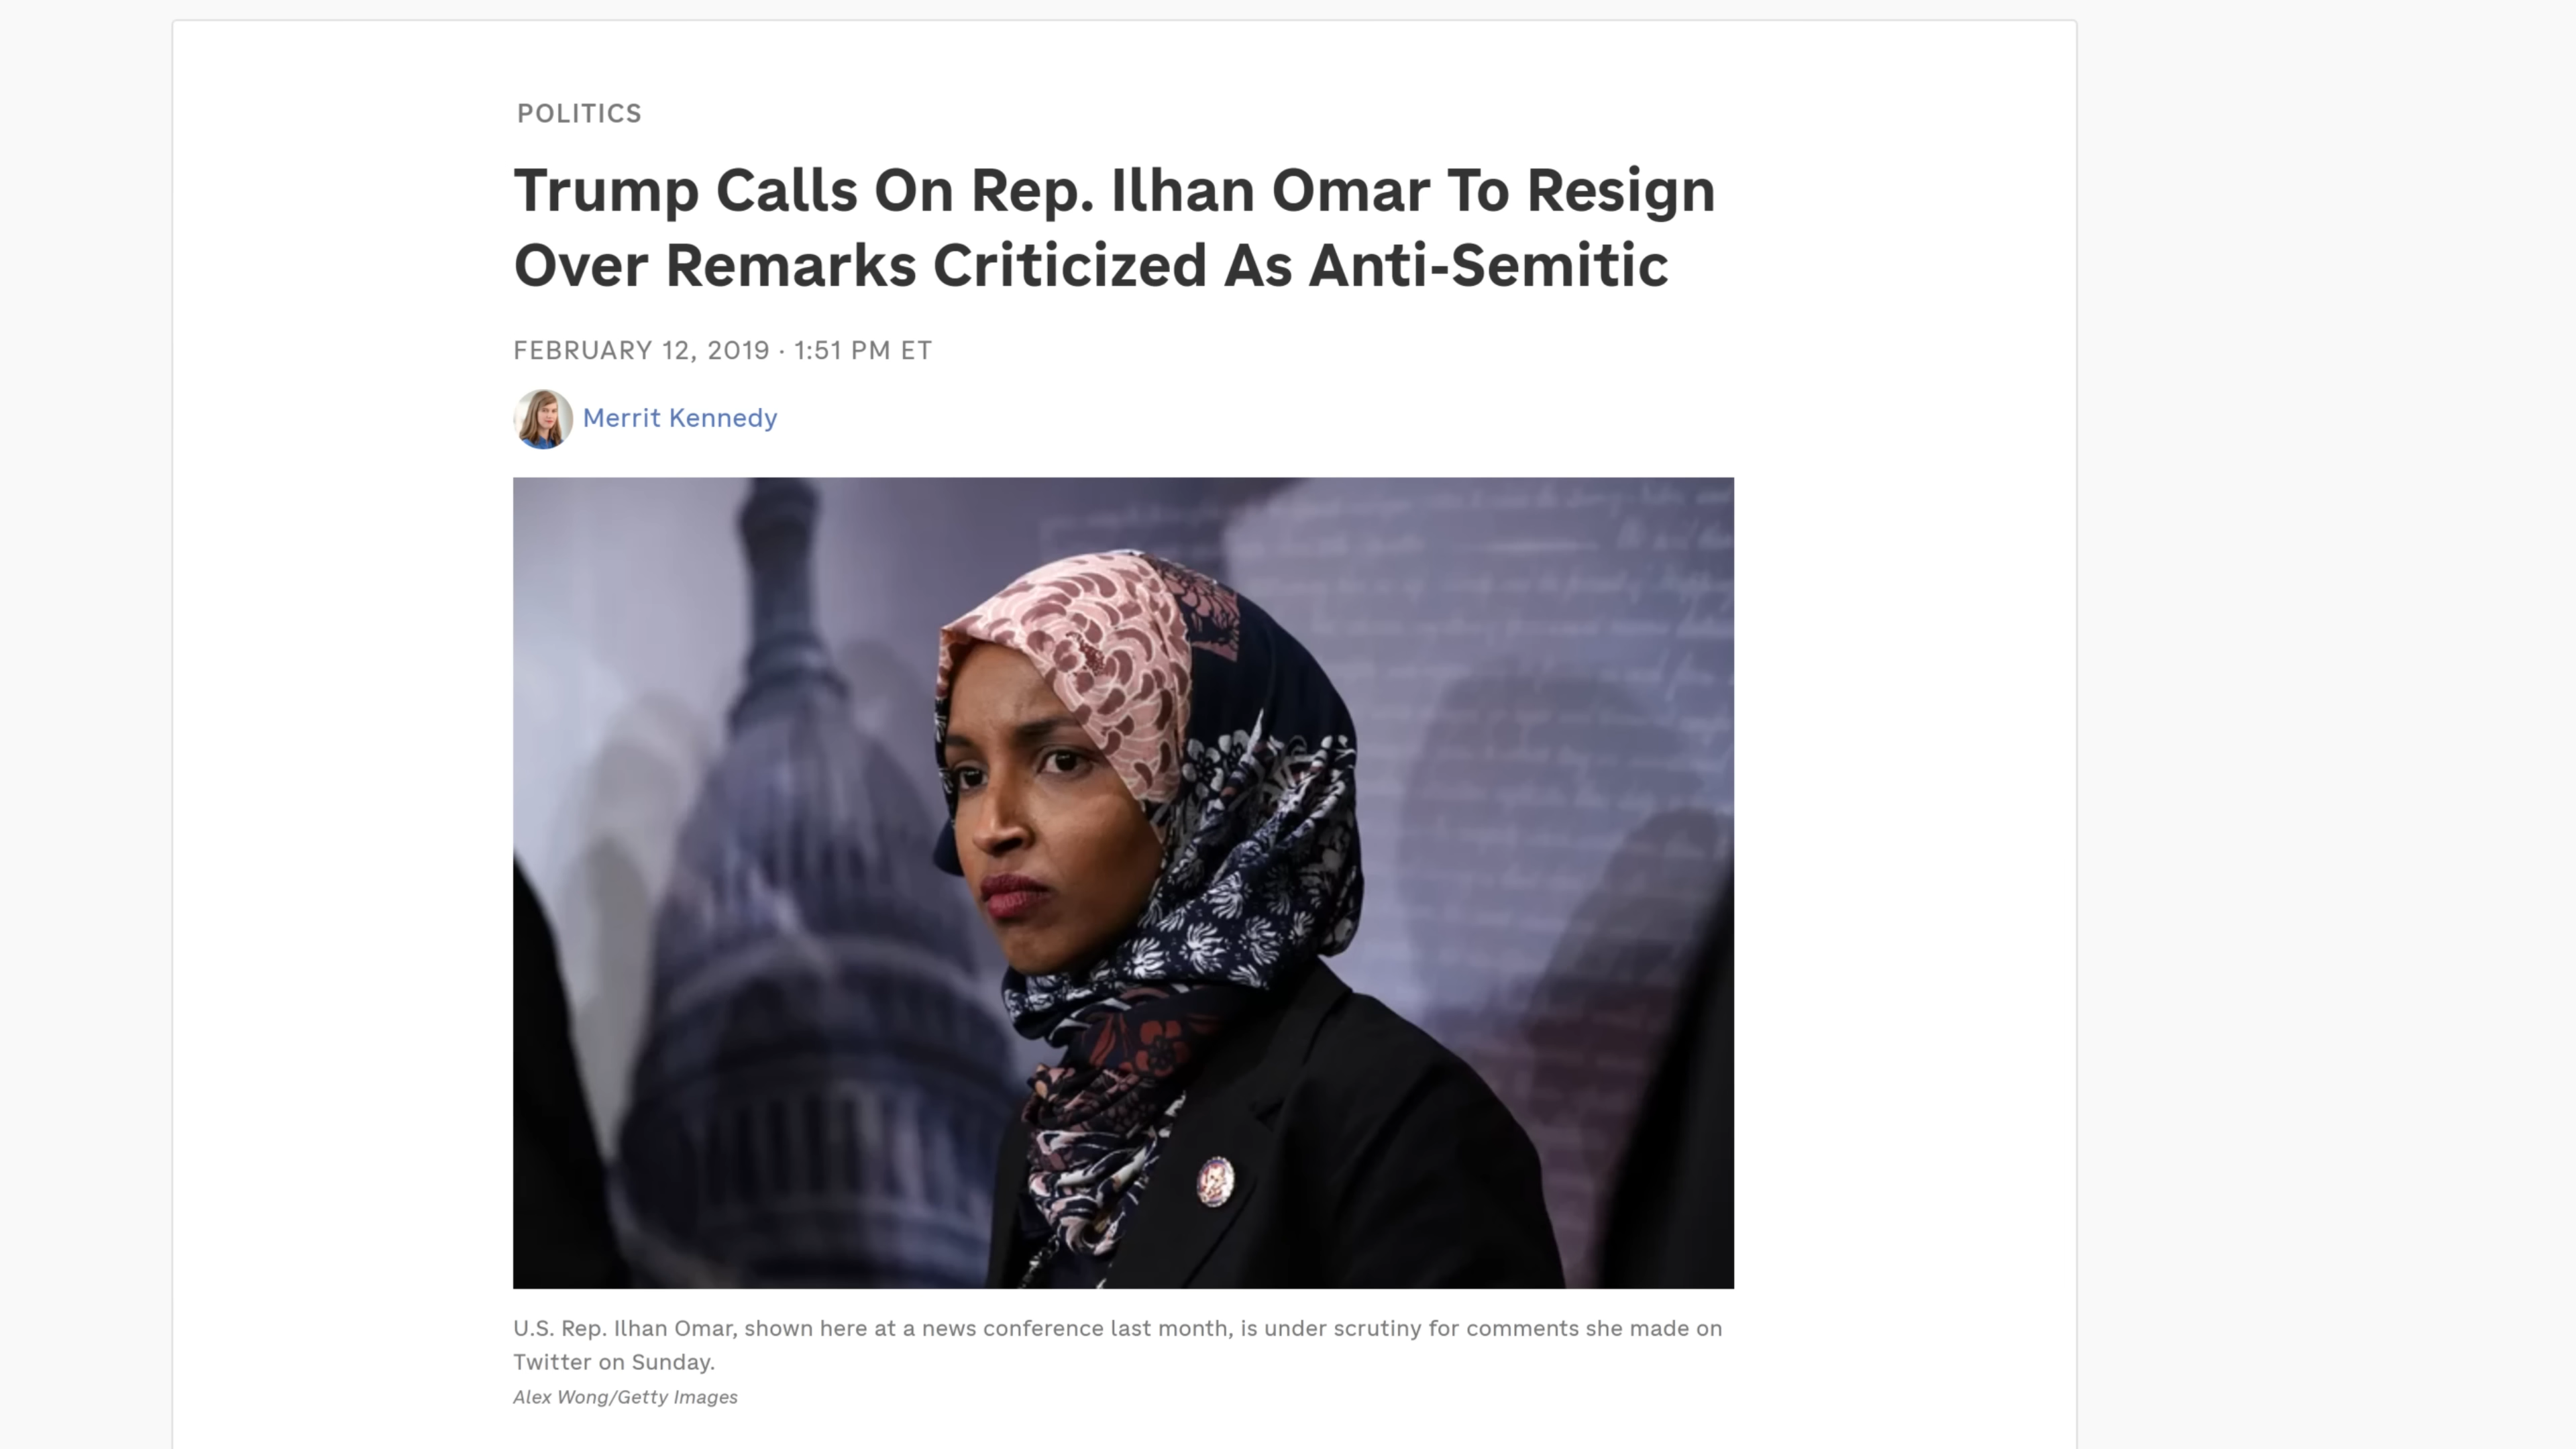 POLITICS
Trump Calls On Rep. Ilhan Omar To Resign
Over Remarks Criticized As Anti-Semitic
FEBRUARY 12, 2019 · 1:51 PM ET
Merrit Kennedy
U.S. Rep. Ilhan Omar, shown here at a news conference last month, is under scrutiny for comments she made on
Twitter on Sunday.
Alex Wong/Getty Images